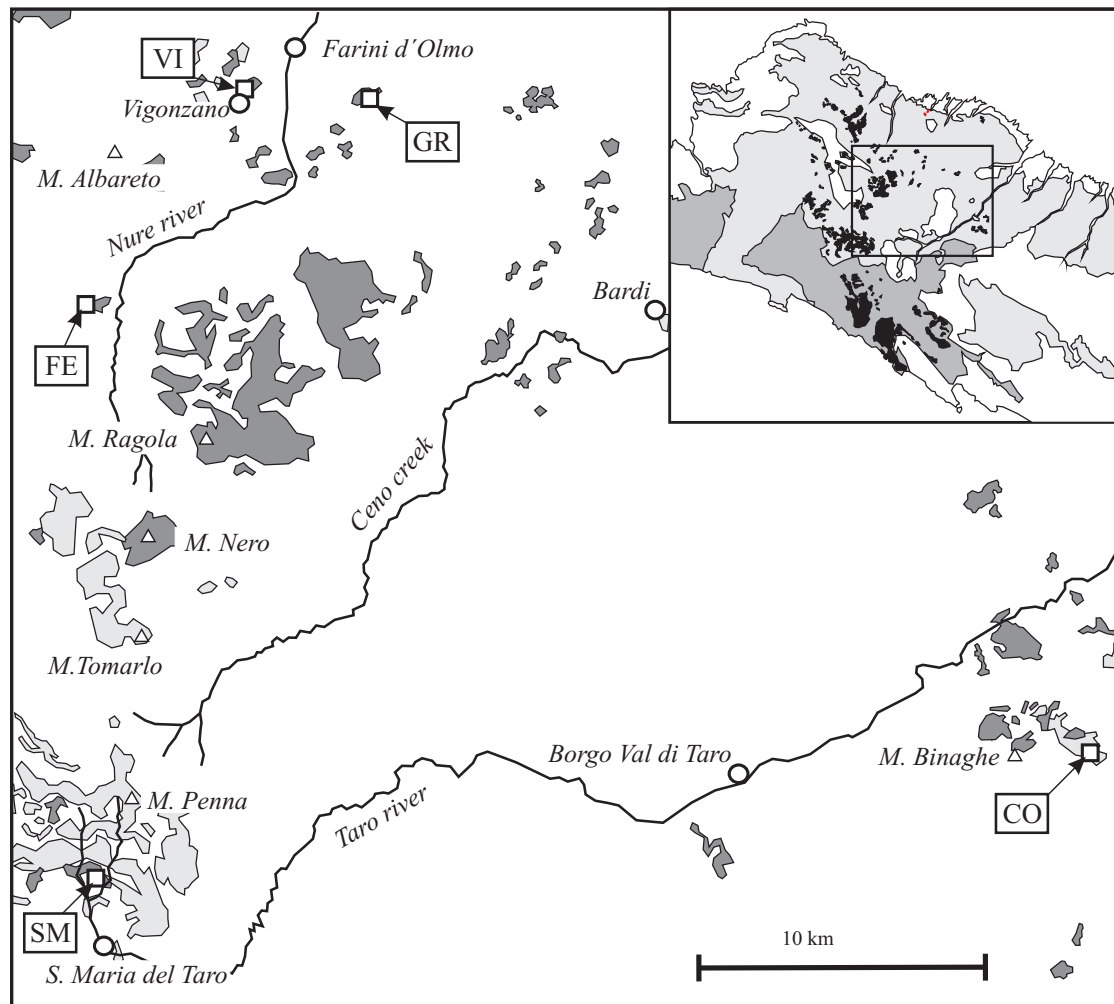 VI
Farini d´Olmo
Vigonzano
GR
M. Albareto
Nure river
Bardi
FE
M. Ragola
Ceno creek
M. Nero
M.Tomarlo
Borgo Val di Taro
M. Binaghe
M. Penna
Taro river
CO
SM
10 km
S. Maria del Taro